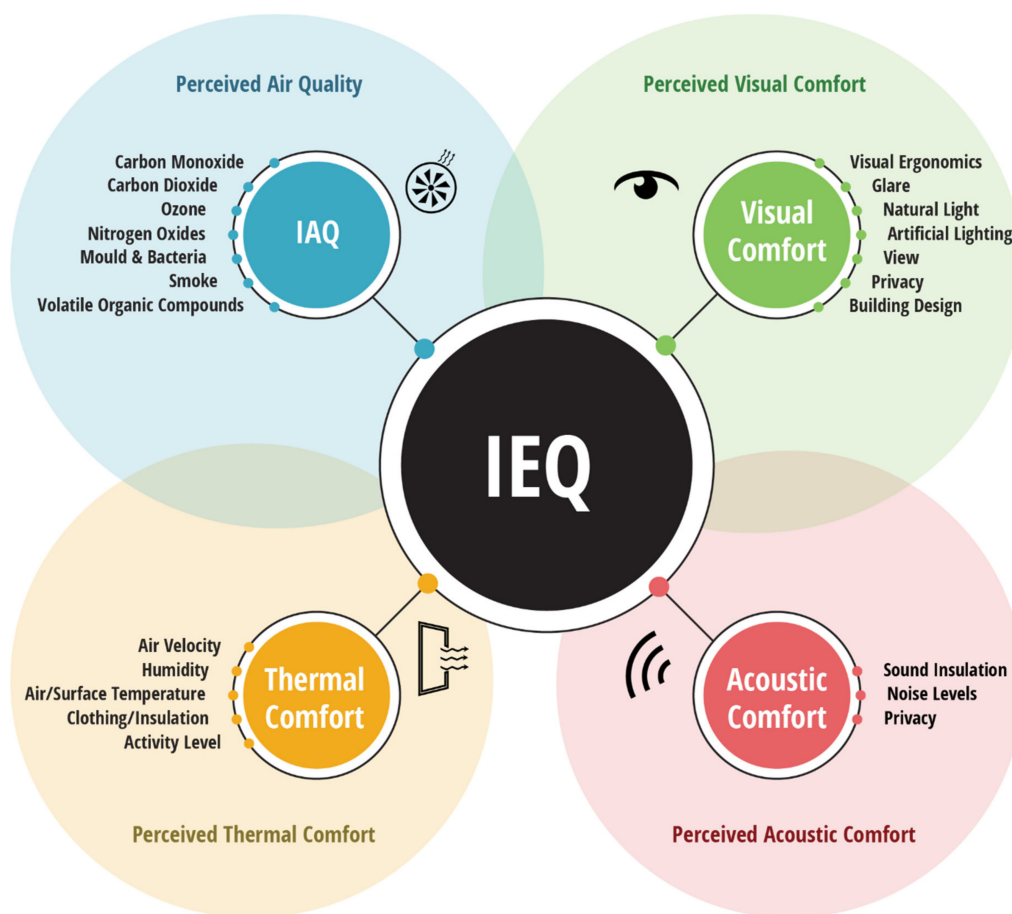 Perceived Air Quality
Carbon Monoxide
Carbon Dioxide
Ozone
Nitrogen Oxides
Mould & Bacteria
Smoke
Volatile Organic Compounds
IAQ
Perceived Visual Comfort
Visual
Comfort
Visual Ergonomics
Glare
Natural Light
Artificial Lighting
View
Privacy
Building Design
IEQ
Air Velocity
Humidity
Air/Surface Temperature
Clothing/Insulation
Activity Level
Thermal
Comfort
Perceived Thermal Comfort
Acoustic
Comfort
Sound Insulation
Noise Levels
Privacy
Perceived Acoustic Comfort